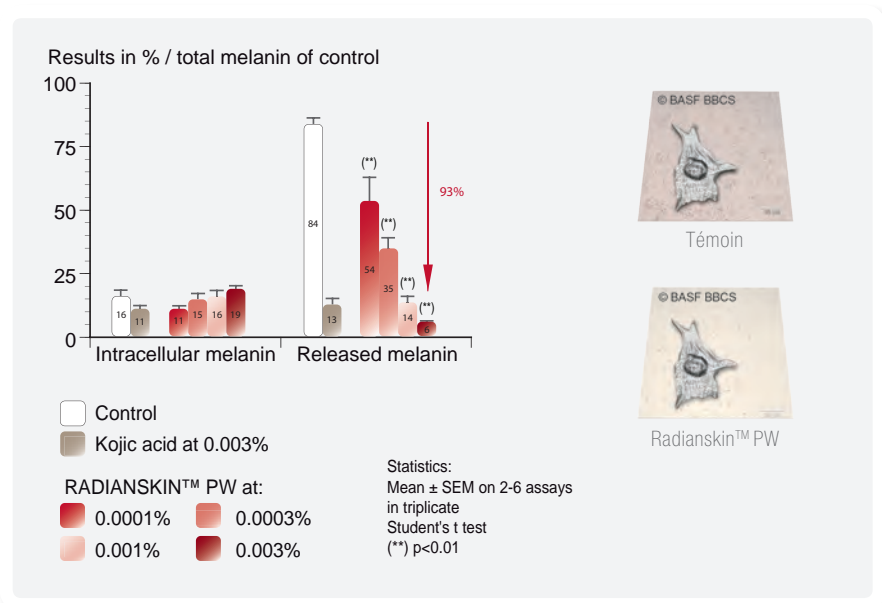 Results in % / total melanin of control
100
75
50
25
0
16
11
11
15
16
19
84
13
54
35
14
6
(**)
(**)
(**)
(**)
93%
Intracellular melanin
Released melanin
Control
Kojic acid at 0.003%
RADIANSKIN™ PW at:
0.0001%
0.0003%
0.001%
0.003%
Statistics:
Mean ± SEM on 2-6 assays
in triplicate
Student's t test
(**) p<0.01
© BASF BBCS
Témoin
© BASF BBCS
Radianskin™ PW